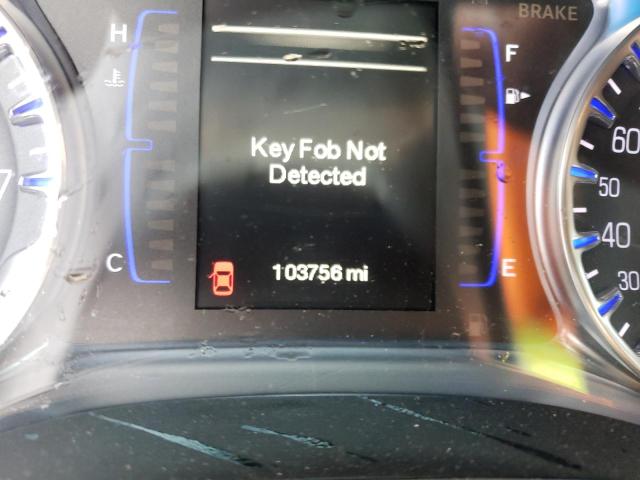 BRAKE
H
F
Key Fob Not
Detected
60
50
40
30
C
E
103756 mi